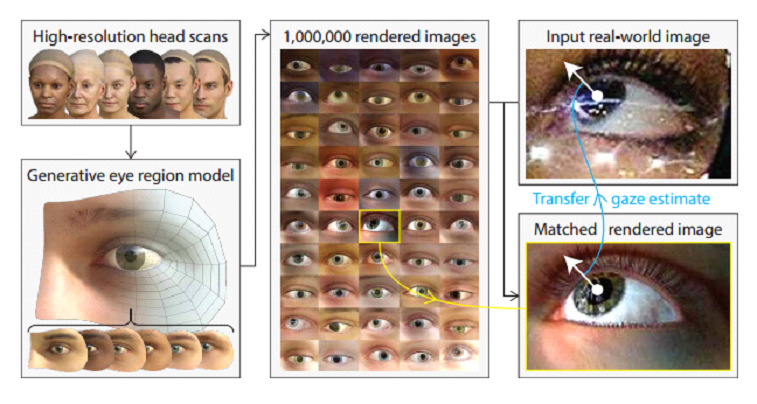 High-resolution head scans
Generative eye region model
1,000,000 rendered images
Input real-world image
Transfer gaze estimate
Matched rendered image